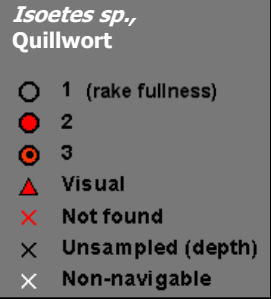 Isoetes sp.,
Quillwort
1 (rake fullness)
2
3
Visual
Not found
Unsampled (depth)
Non-navigable